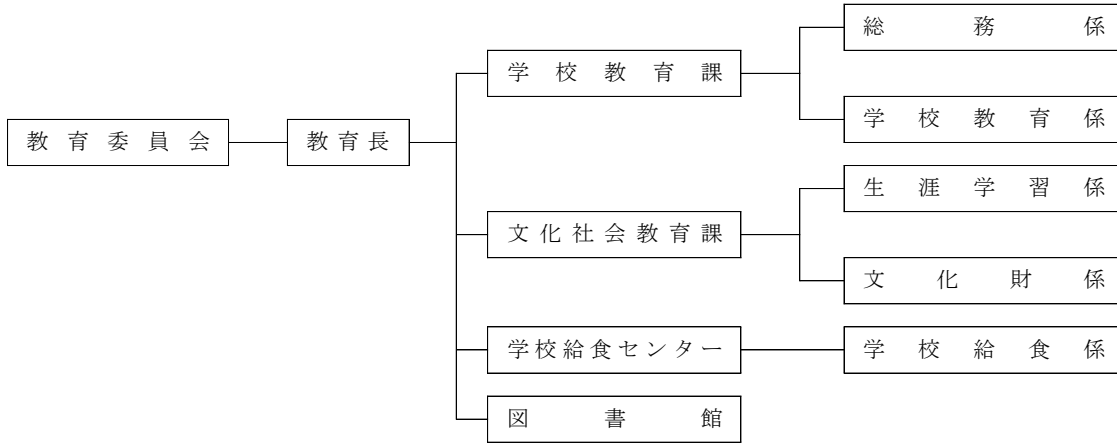 教育委員会
教育長
学校教育課
総務係
学校教育係
文化社会教育課
生涯学習係
文化財係
学校給食センター
学校給食係
図書館